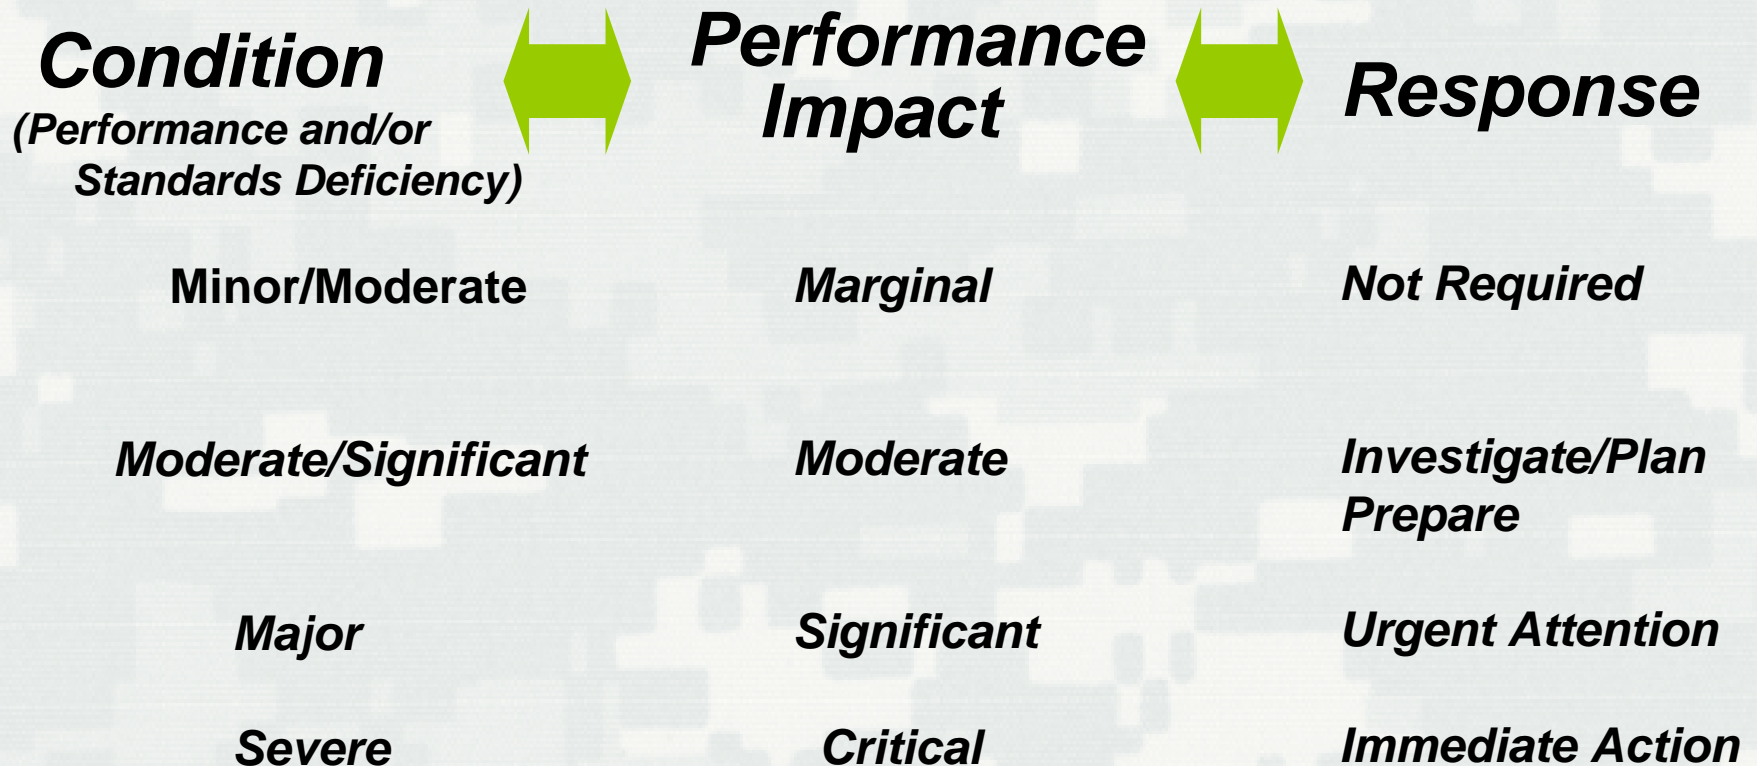 Condition
(Performance and/or
Standards Deficiency)
Performance
Impact
Response
Minor/Moderate
Marginal
Not Required
Moderate/Significant
Moderate
Investigate/Plan
Prepare
Major
Significant
Urgent Attention
Severe
Critical
Immediate Action